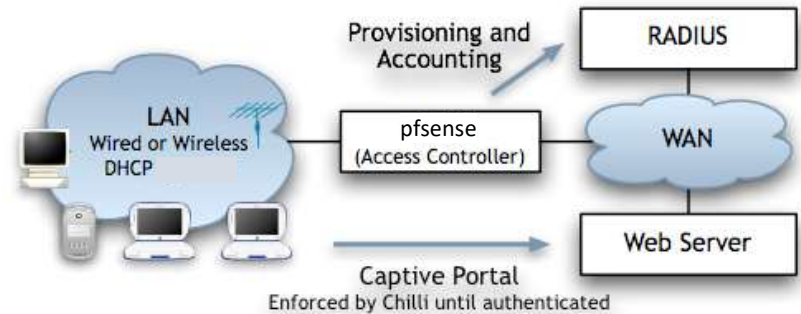 Provisioning and
Accounting
RADIUS
LAN
Wired or Wireless
DHCP
pfsense
(Access Controller)
WAN
Web Server
Captive Portal
Enforced by Chilli until authenticated